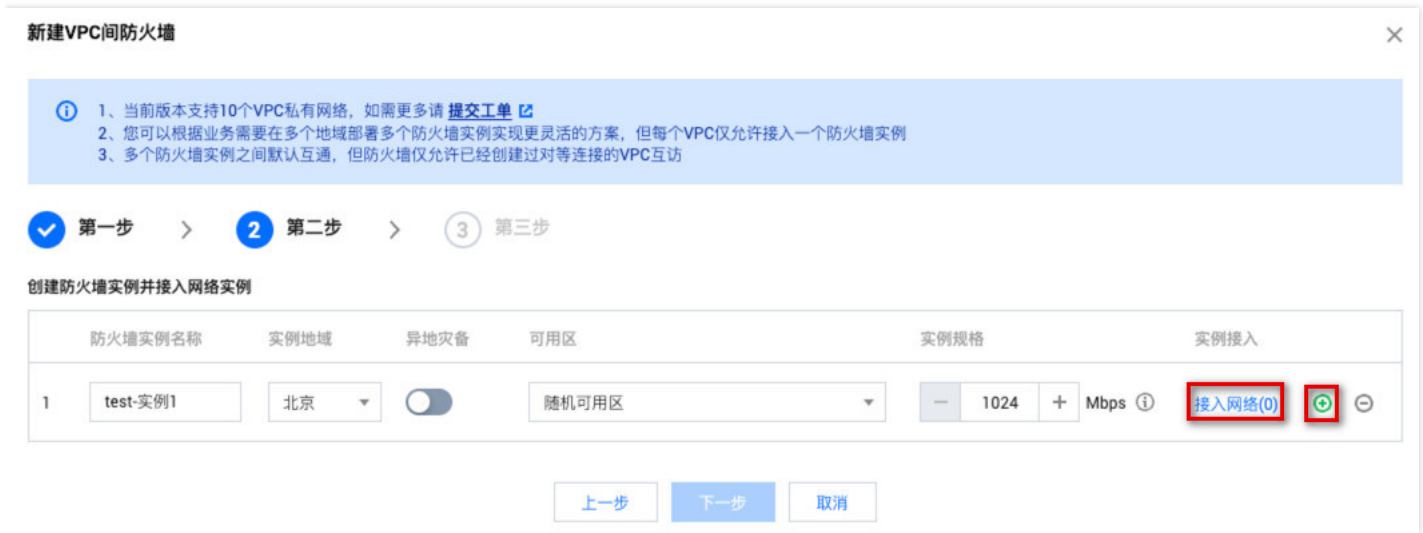 新建VPC间防火墙
1、当前版本支持10个VPC私有网络，如需更多请 提交工单
2、您可以根据业务需要在多个地域部署多个防火墙实例实现更灵活的方案，但每个VPC仅允许接入一个防火墙实例
3、多个防火墙实例之间默认互通，但防火墙仅允许已经创建过对等连接的VPC互访
第一步 > 2 第二步 > 3 第三步
创建防火墙实例并接入网络实例
防火墙实例名称 实例地域 异地灾备 可用区 实例规格 实例接入
1 test-实例1 北京 随机可用区 1024 Mbps 接入网络(0)
上一步 下一步 取消